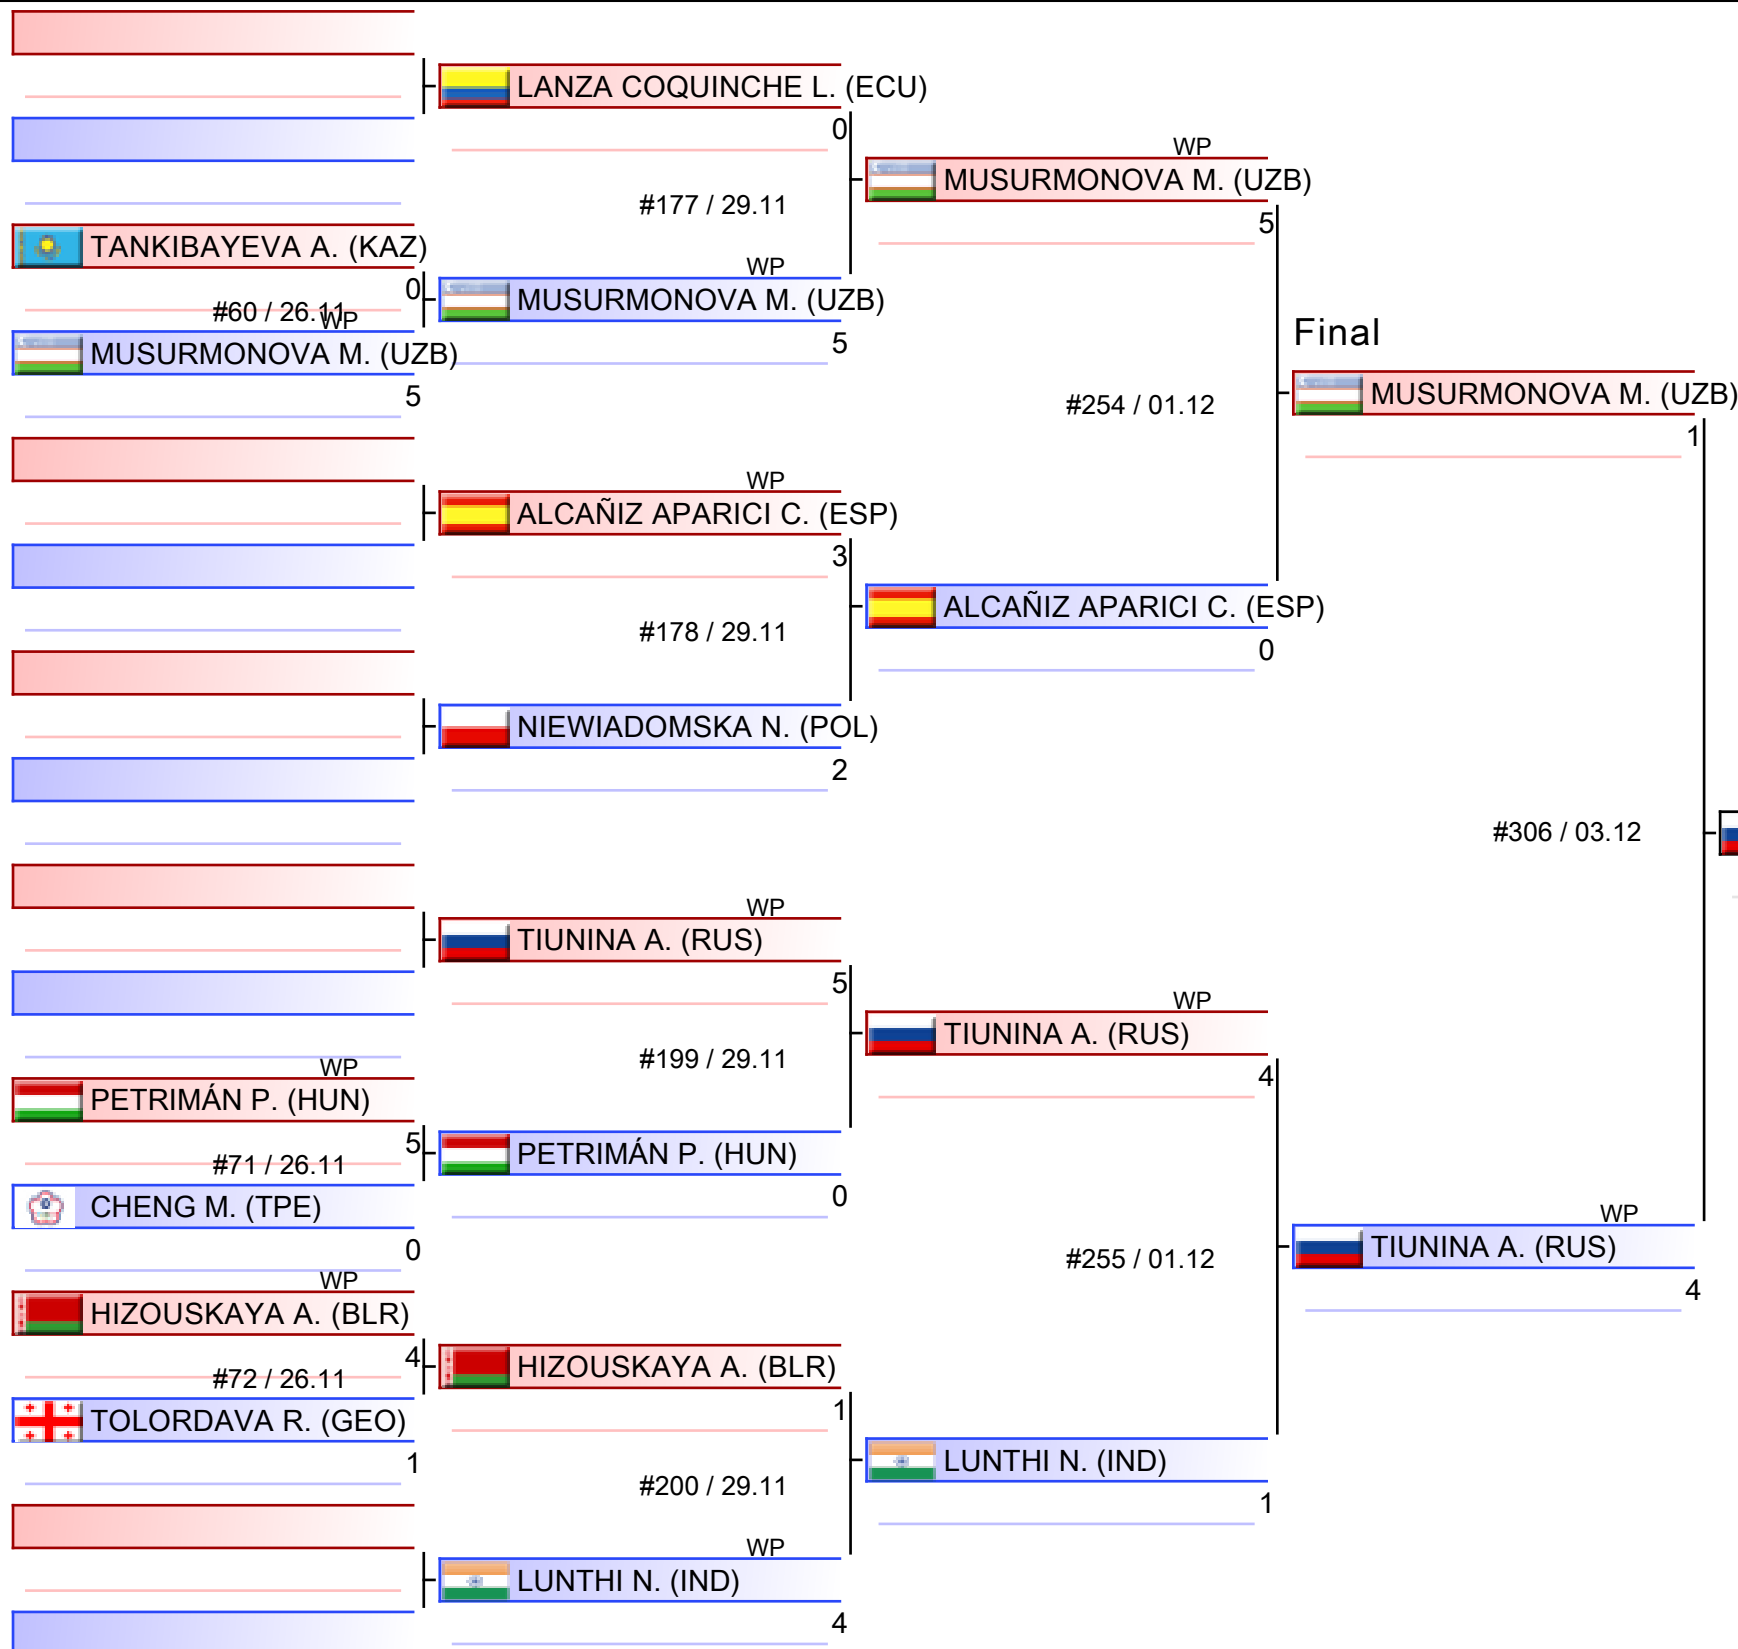 LANZA COQUINCHE L. (ECU)
0
WP
MUSURMONOVA M. (UZB)
5
#177 / 29.11
TANKIBAYEVA A. (KAZ)
0
WP
MUSURMONOVA M. (UZB)
5
#60 / 26.11
WP
MUSURMONOVA M. (UZB)
5
Final
MUSURMONOVA M. (UZB)
1
#254 / 01.12
WP
ALCAÑIZ APARICI C. (ESP)
3
ALCAÑIZ APARICI C. (ESP)
0
#178 / 29.11
NIEWIADOMSKA N. (POL)
2
#306 / 03.12
WP
TIUNINA A. (RUS)
5
WP
TIUNINA A. (RUS)
4
#199 / 29.11
WP
PETRIMÁN P. (HUN)
5
PETRIMÁN P. (HUN)
0
#71 / 26.11
CHENG M. (TPE)
0
WP
TIUNINA A. (RUS)
4
#255 / 01.12
WP
HIZOUSKAYA A. (BLR)
4
HIZOUSKAYA A. (BLR)
1
#72 / 26.11
TOLORDAVA R. (GEO)
1
LUNTHI N. (IND)
1
#200 / 29.11
WP
LUNTHI N. (IND)
4